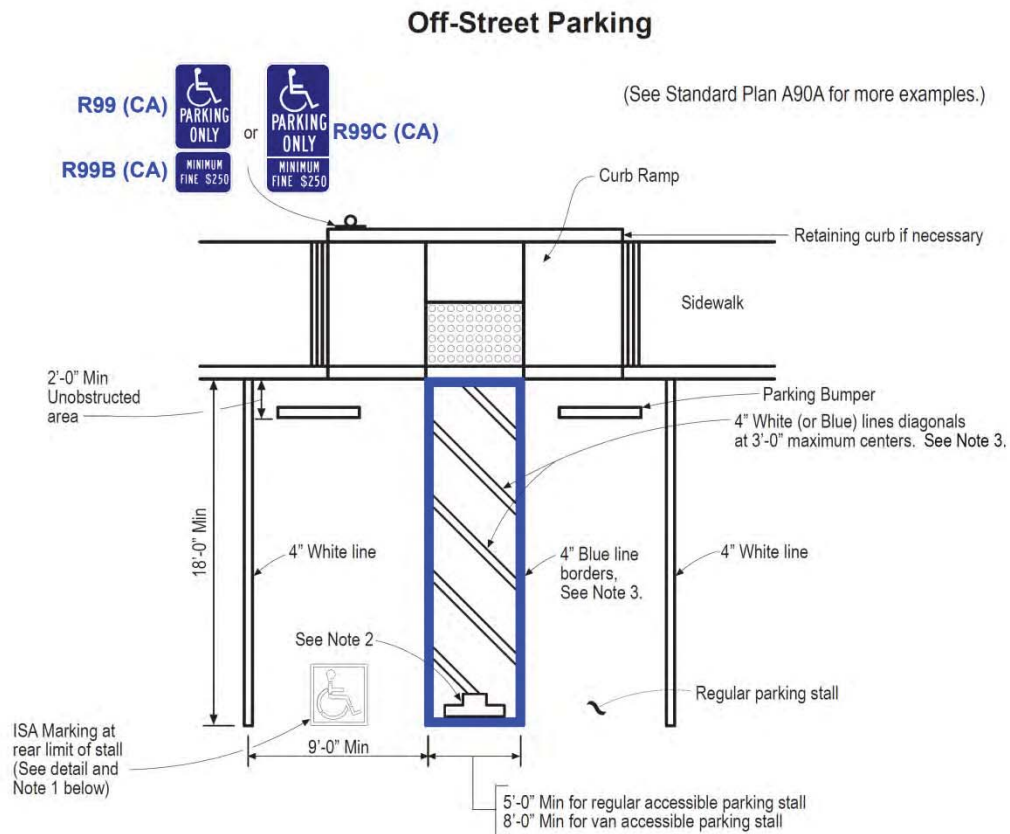 Off-Street Parking
R99 (CA)
PARKING
ONLY
R99B (CA)
MINIMUM
FINE $250
or
PARKING
ONLY
MINIMUM
FINE $250
R99C (CA)
(See Standard Plan A90A for more examples.)
Curb Ramp
Retaining curb if necessary
Sidewalk
2'-0" Min
Unobstructed
area
Parking Bumper
4" White (or Blue) lines diagonals
at 3'-0" maximum centers. See Note 3.
18'-0" Min
4" White line
4" Blue line
borders,
See Note 3.
4" White line
See Note 2
Regular parking stall
ISA Marking at
rear limit of stall
(See detail and
Note 1 below)
9'-0" Min
5'-0" Min for regular accessible parking stall
8'-0" Min for van accessible parking stall